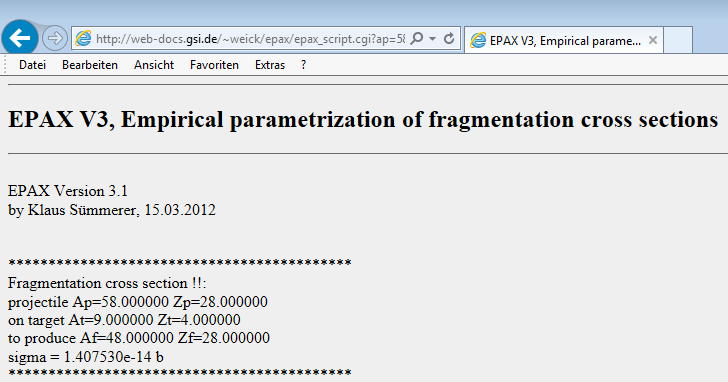 http://web-docs.gsi.de/~weick/epax/epax_script.cgi?ap=58
EPAX V3, Empirical parame...
Datei Bearbeiten Ansicht Favoriten Extras ?
EPAX V3, Empirical parametrization of fragmentation cross sections
EPAX Version 3.1
by Klaus Sümmerer, 15.03.2012
*******************************************
Fragmentation cross section !!:
projectile Ap=58.000000 Zp=28.000000
on target At=9.000000 Zt=4.000000
to produce Af=48.000000 Zf=28.000000
sigma = 1.407530e-14 b
*******************************************